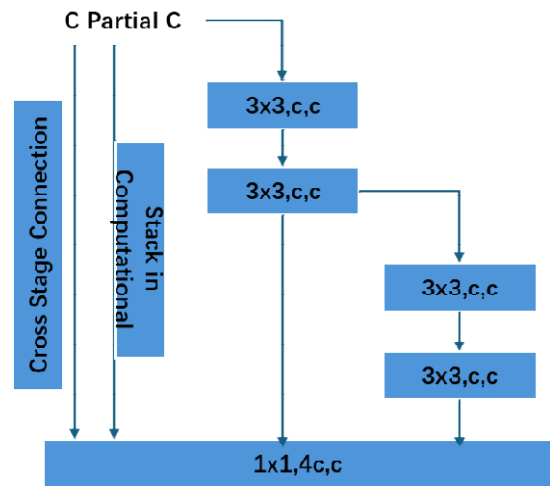 C Partial C
3x3,c,c
3x3,c,c
Cross Stage Connection
Stack in
Computational
3x3,c,c
3x3,c,c
1x1,4c,c